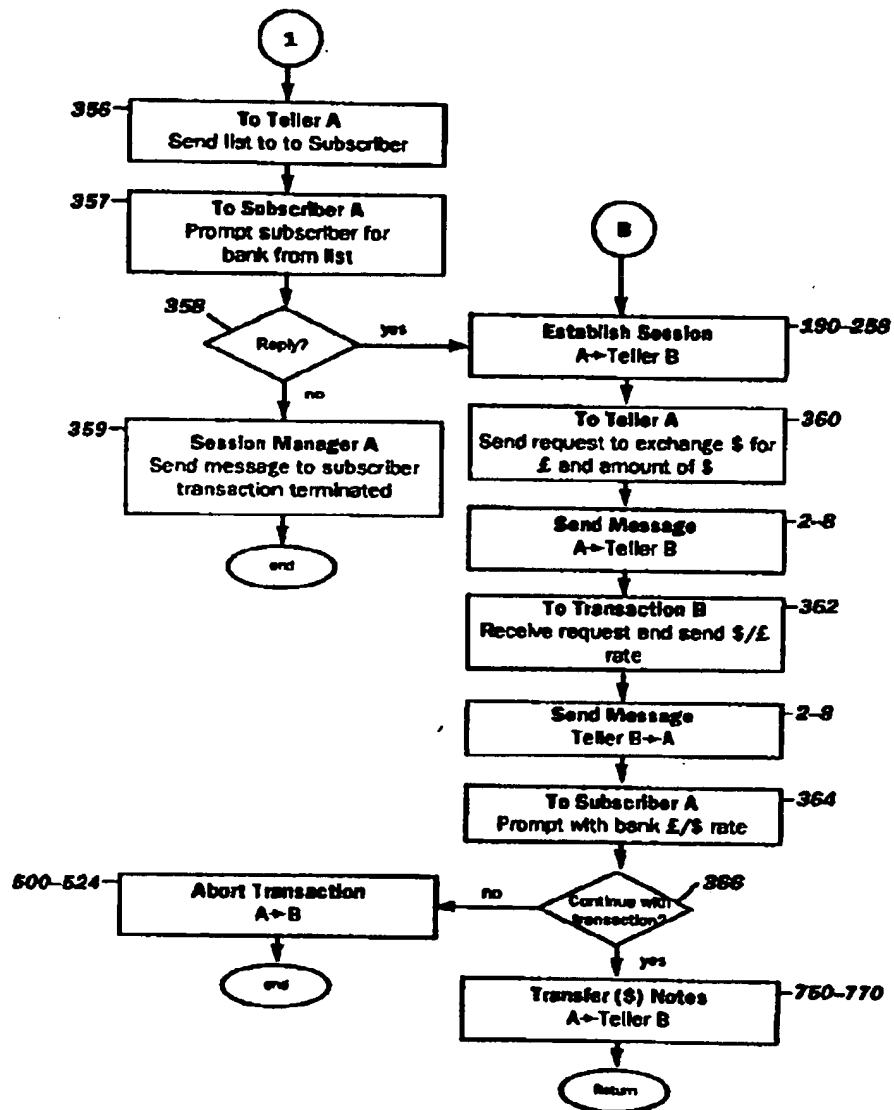 1
356
To Teller A
Send list to to Subscriber
357
To Subscriber A
Prompt subscriber for
bank from list
358
Reply?
yes
no
359
Session Manager A
Send message to subscriber
transaction terminated
end
B
Establish Session
A→Teller B
190–258
To Teller A
Send request to exchange $ for
£ and amount of $
360
Send Message
A→Teller B
2–8
To Transaction B
Receive request and send $/£
rate
362
Send Message
Teller B→A
2–8
To Subscriber A
Prompt with bank £/$ rate
364
Continue with
transaction?
366
no
yes
500–524
Abort Transaction
A→B
end
Transfer ($) Notes
A→Teller B
750–770
Return